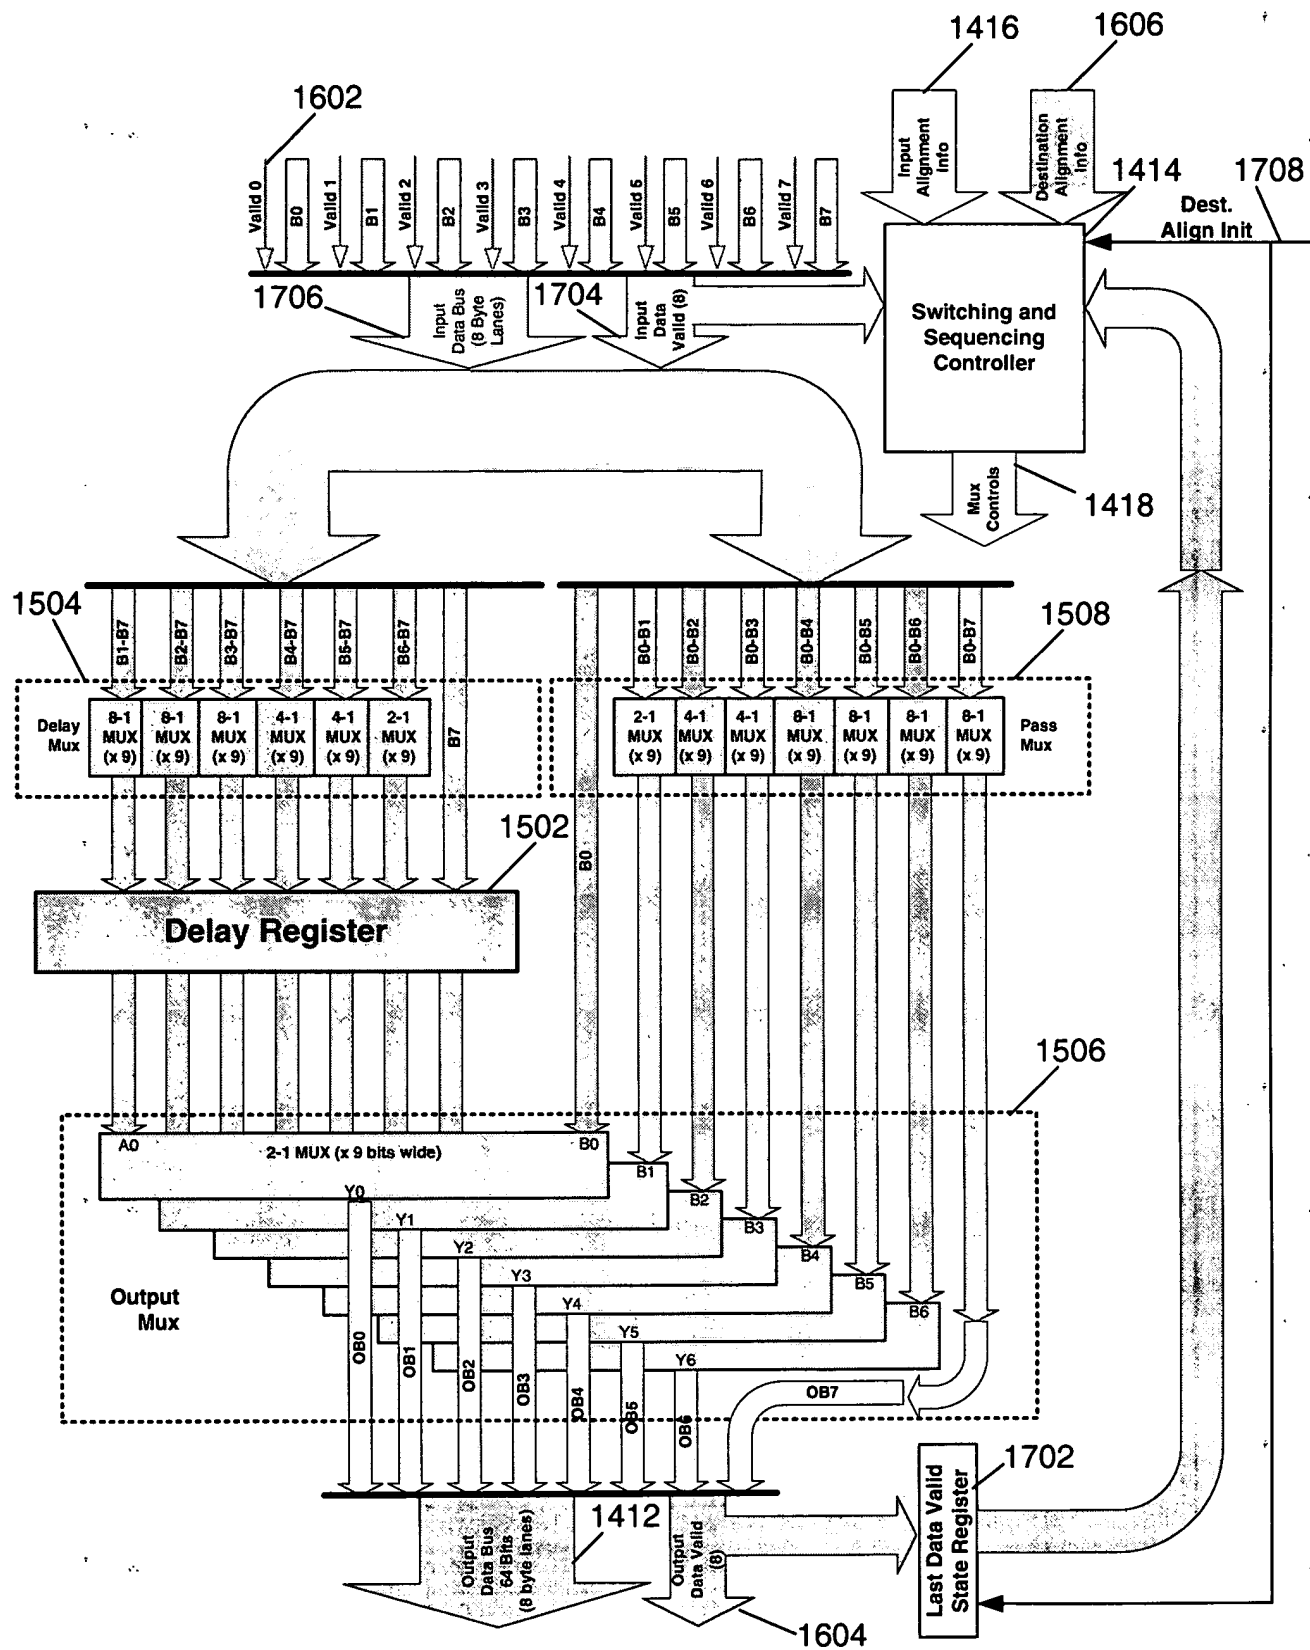 1416
1606
1602
Input
Alignment
Info
Destination
Alignment
Info
1414
1708
Valid 0
B0
Valid 1
B1
Valid 2
B2
Valid 3
B3
Valid 4
B4
Valid 5
B5
Valid 6
B6
Valid 7
B7
Dest.
Align Init
1706
Input
Data Bus
(8 Byte
Lanes)
1704
Input
Data
Valid (8)
Switching and
Sequencing
Controller
Mux
Controls
1418
1504
B1-B7
B2-B7
B3-B7
B4-B7
B5-B7
B6-B7
B0-B1
B0-B2
B0-B3
B0-B4
B0-B5
B0-B6
B0-B7
1508
Delay
Mux
8-1
MUX
(x 9)
8-1
MUX
(x 9)
8-1
MUX
(x 9)
4-1
MUX
(x 9)
4-1
MUX
(x 9)
2-1
MUX
(x 9)
B7
2-1
MUX
(x 9)
4-1
MUX
(x 9)
4-1
MUX
(x 9)
8-1
MUX
(x 9)
8-1
MUX
(x 9)
8-1
MUX
(x 9)
8-1
MUX
(x 9)
Pass
Mux
1502
B0
Delay Register
1506
A0
2-1 MUX (x 9 bits wide)
B0
B1
B2
B3
B4
B5
B6
Y0
Y1
Y2
Y3
Y4
Y5
Y6
Output
Mux
OB0
OB1
OB2
OB3
OB4
OB5
OB6
OB7
1702
Last Data Valid
State Register
1412
Output
Data Bus
64 Bits
(8 byte lanes)
Output
Data Valid
(8)
1604